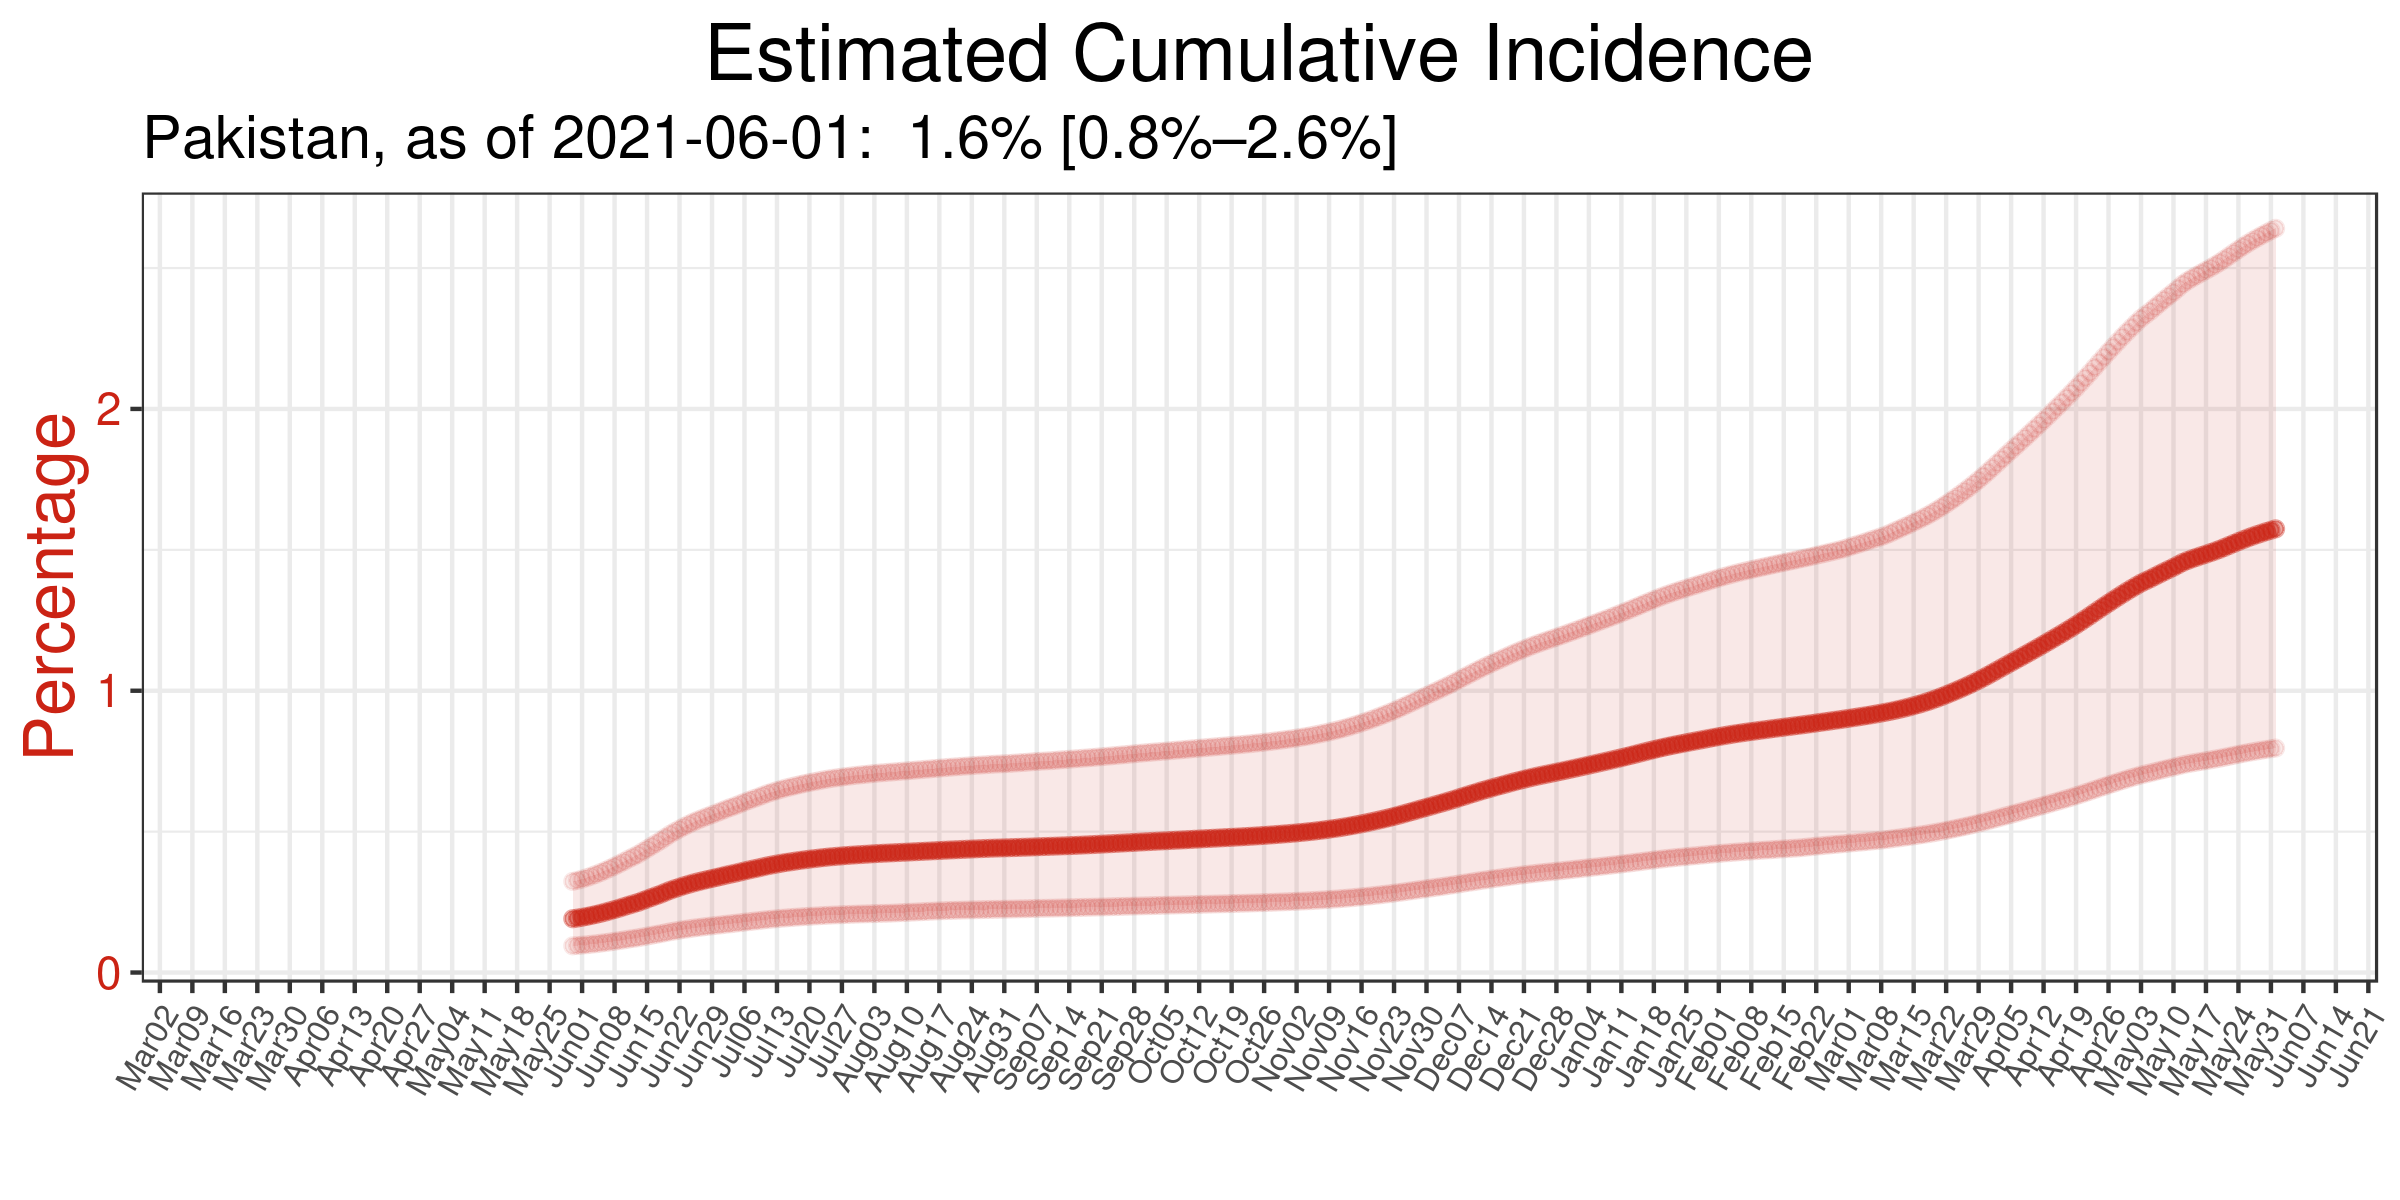 Estimated Cumulative Incidence
Pakistan, as of 2021-06-01:  1.6% [0.8%–2.6%]
Percentage
2
1
0
Mar02
Mar09
Mar16
Mar23
Mar30
Apr06
Apr13
Apr20
Apr27
May04
May11
May18
May25
Jun01
Jun08
Jun15
Jun22
Jun29
Jul06
Jul13
Jul20
Jul27
Aug03
Aug10
Aug17
Aug24
Aug31
Sep07
Sep14
Sep21
Sep28
Oct05
Oct12
Oct19
Oct26
Nov02
Nov09
Nov16
Nov23
Nov30
Dec07
Dec14
Dec21
Dec28
Jan04
Jan11
Jan18
Jan25
Feb01
Feb08
Feb15
Feb22
Mar01
Mar08
Mar15
Mar22
Mar29
Apr05
Apr12
Apr19
Apr26
May03
May10
May17
May24
May31
Jun07
Jun14
Jun21